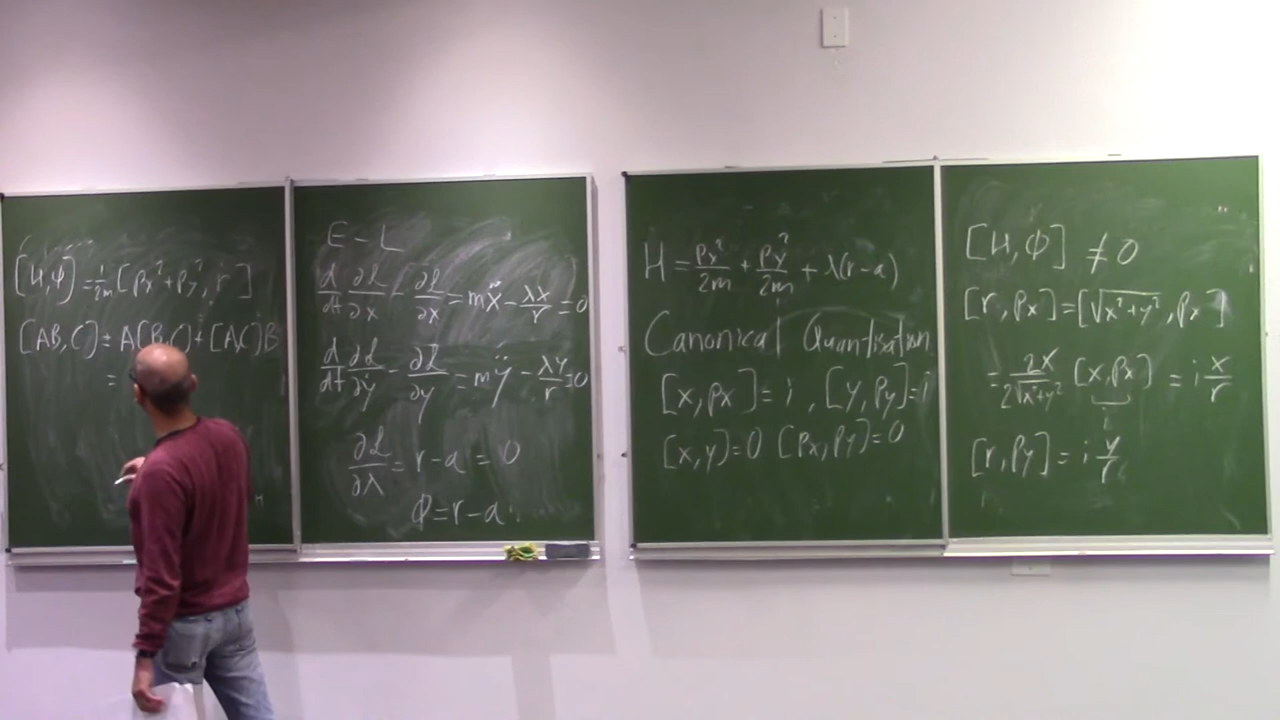 [H,ϕ] = 1/2m [Px² + Py², r]
[AB,C] = A[B,C] + [A,C]B
=
E-L
d/dt ∂L/∂ẋ - ∂L/∂x = mẍ - λx/r = 0
d/dt ∂L/∂ẏ - ∂L/∂y = mÿ - λy/r = 0
∂L/∂λ = r-a = 0
ϕ = r-a
H = Px²/2m + Py²/2m + λ(r-a)
Canonical Quantisation
[x,Px] = i , [y,Py] = i
[x,y] = 0 [Px,Py] = 0
[H,ϕ] ≠ 0
[r,Px] = [√x²+y² , Px]
= 2x/2√x²+y² [x,Px] = i x/r
i
[r,Py] = i y/r